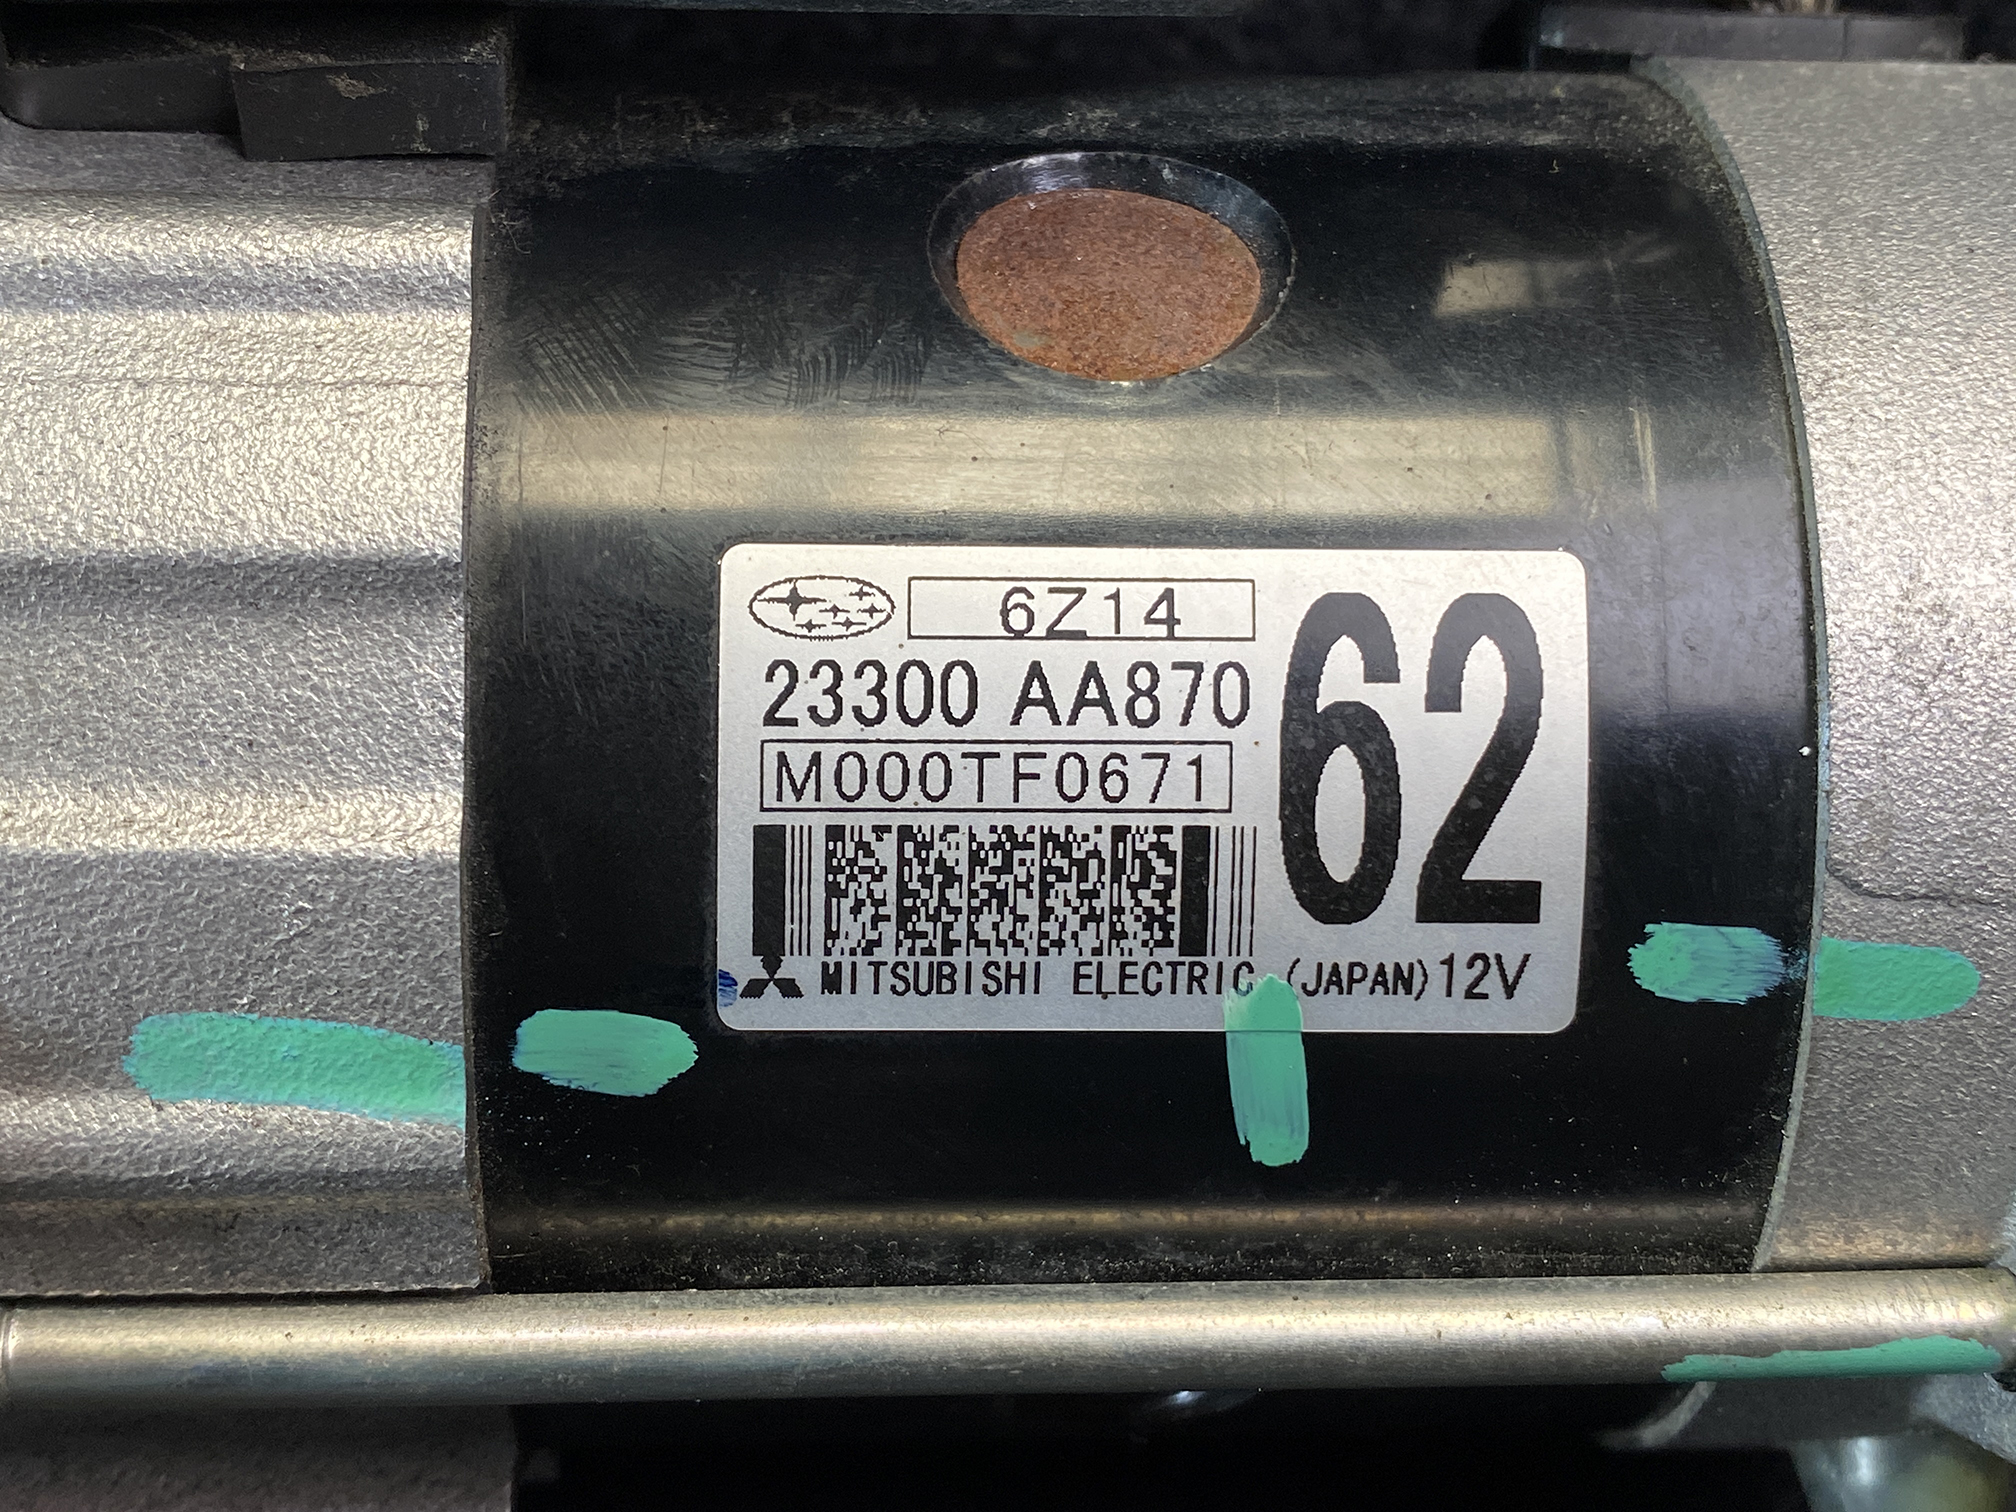 6Z14
23300 AA870
M000TF0671
62
MITSUBISHI ELECTRIC (JAPAN) 12V